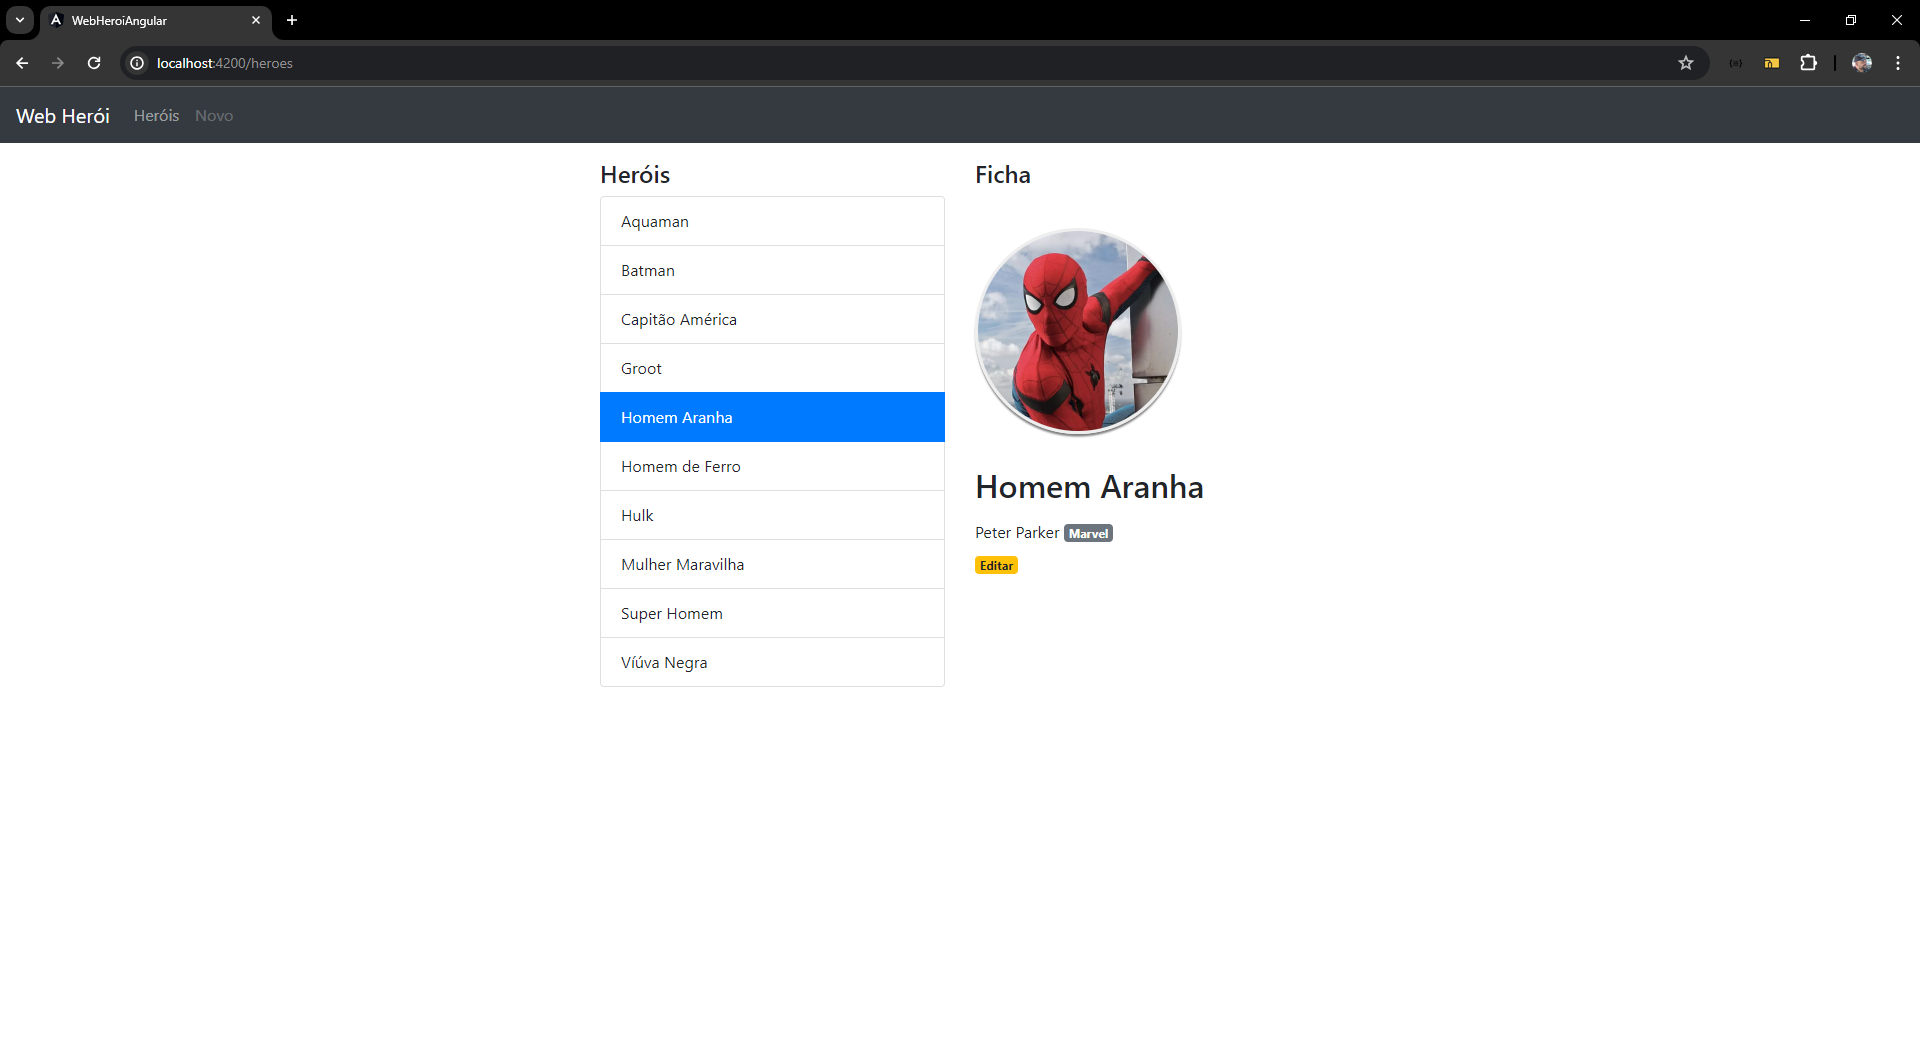 WebHeroiAngular
localhost:4200/heroes
Web Herói Heróis Novo
Heróis
Aquaman
Batman
Capitão América
Groot
Homem Aranha
Homem de Ferro
Hulk
Mulher Maravilha
Super Homem
Víúva Negra
Ficha
Homem Aranha
Peter Parker Marvel
Editar